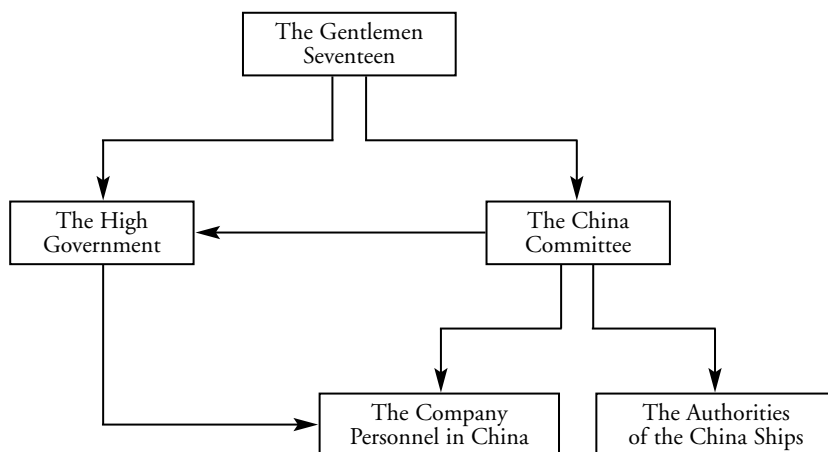 The Gentlemen
Seventeen
The High
Government
The China
Committee
The Company
Personnel in China
The Authorities
of the China Ships